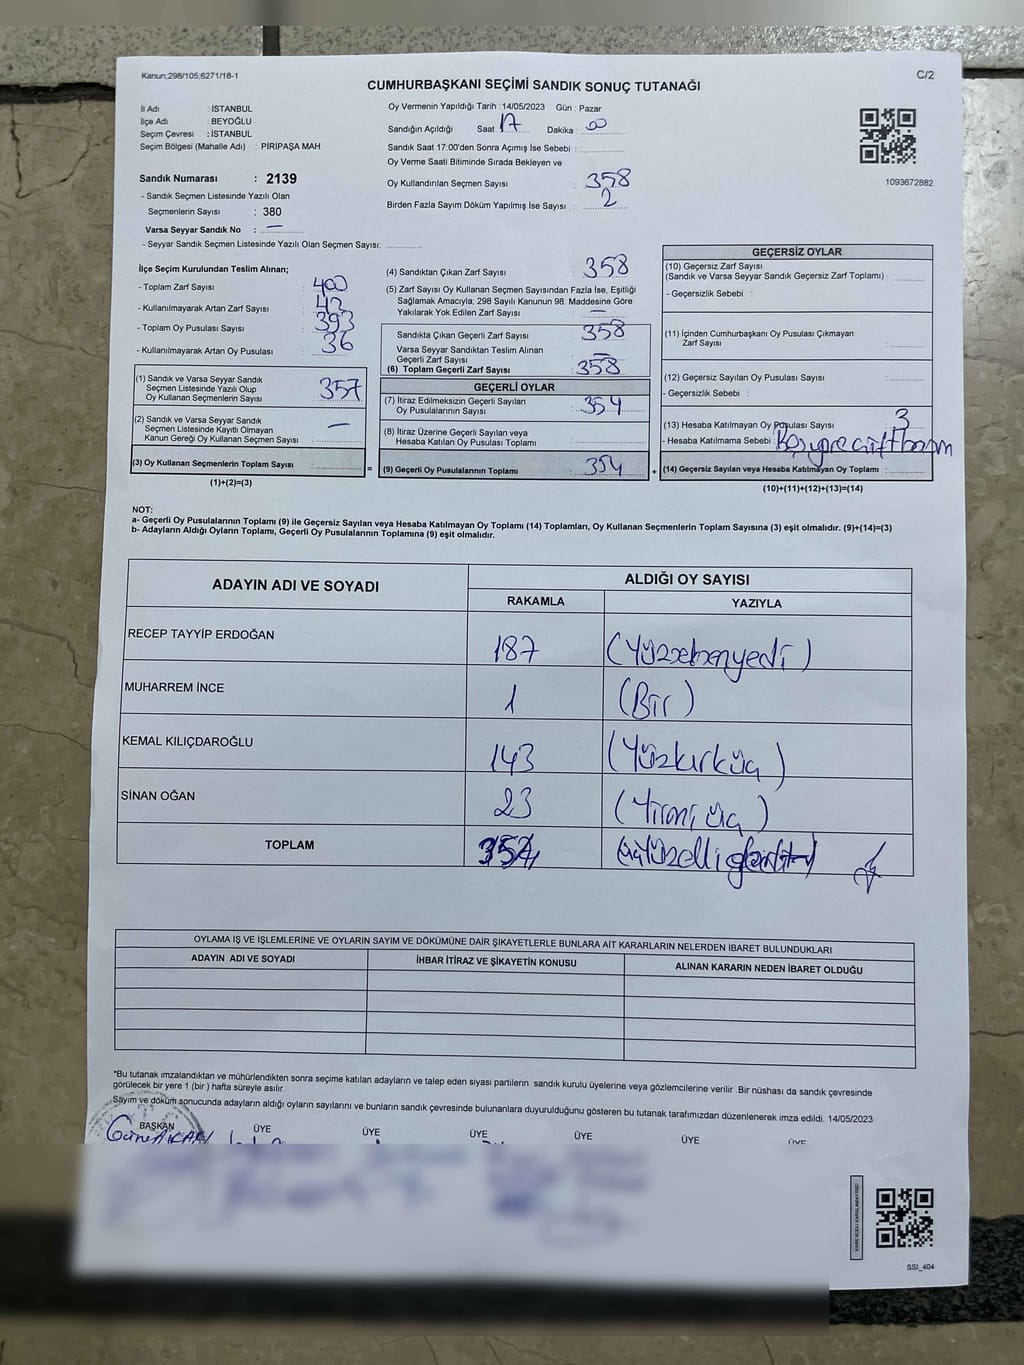 Kanun;298/105;6271/18-1
C/2
CUMHURBAŞKANI SEÇİMİ SANDIK SONUÇ TUTANAĞI
İl Adı : İSTANBUL
İlçe Adı : BEYOĞLU
Seçim Çevresi : İSTANBUL
Seçim Bölgesi (Mahalle Adı) : PİRİPAŞA MAH
Sandık Numarası : 2139
- Sandık Seçmen Listesinde Yazılı Olan
Seçmenlerin Sayısı : 380
Varsa Seyyar Sandık No : —
- Seyyar Sandık Seçmen Listesinde Yazılı Olan Seçmen Sayısı:
Oy Vermenin Yapıldığı Tarih : 14/05/2023 Gün : Pazar
Sandığın Açıldığı Saat 17 Dakika : 00
Sandık Saat 17:00'den Sonra Açımış İse Sebebi :
Oy Verme Saati Bitiminde Sırada Bekleyen ve
Oy Kullandırılan Seçmen Sayısı : 358
Birden Fazla Sayım Döküm Yapılmış İse Sayısı : 2
1093672882
İlçe Seçim Kurulundan Teslim Alınan;
- Toplam Zarf Sayısı : 400
- Kullanılmayarak Artan Zarf Sayısı : 42
- Toplam Oy Pusulası Sayısı : 393
- Kullanılmayarak Artan Oy Pusulası : 36
(1) Sandık ve Varsa Seyyar Sandık
Seçmen Listesinde Yazılı Olup
Oy Kullanan Seçmenlerin Sayısı : 357
(2) Sandık ve Varsa Seyyar Sandık
Seçmen Listesinde Kayıtlı Olmayan
Kanun Gereği Oy Kullanan Seçmen Sayısı : —
(3) Oy Kullanan Seçmenlerin Toplam Sayısı :
(1)+(2)=(3)
(4) Sandıktan Çıkan Zarf Sayısı : 358
(5) Zarf Sayısı Oy Kullanan Seçmen Sayısından Fazla İse, Eşitliği
Sağlamak Amacıyla; 298 Sayılı Kanunun 98. Maddesine Göre
Yakılarak Yok Edilen Zarf Sayısı : —
Sandıkta Çıkan Geçerli Zarf Sayısı : 358
Varsa Seyyar Sandıktan Teslim Alınan
Geçerli Zarf Sayısı : —
(6) Toplam Geçerli Zarf Sayısı : 358
GEÇERLİ OYLAR
(7) İtiraz Edilmeksizin Geçerli Sayılan
Oy Pusulalarının Sayısı : 354
(8) İtiraz Üzerine Geçerli Sayılan veya
Hesaba Katılan Oy Pusulası Toplamı :
= (9) Geçerli Oy Pusulalarının Toplamı : 354 +
GEÇERSİZ OYLAR
(10) Geçersiz Zarf Sayısı
(Sandık ve Varsa Seyyar Sandık Geçersiz Zarf Toplamı) :
- Geçersizlik Sebebi :
(11) İçinden Cumhurbaşkanı Oy Pusulası Çıkmayan
Zarf Sayısı :
(12) Geçersiz Sayılan Oy Pusulası Sayısı :
- Geçersizlik Sebebi :
(13) Hesaba Katılmayan Oy Pusulası Sayısı : 3
- Hesaba Katılmama Sebebi :
(14) Geçersiz Sayılan veya Hesaba Katılmayan Oy Toplamı :
(10)+(11)+(12)+(13)=(14)
NOT:
a- Geçerli Oy Pusulalarının Toplamı (9) ile Geçersiz Sayılan veya Hesaba Katılmayan Oy Toplamı (14) Toplamları, Oy Kullanan Seçmenlerin Toplam Sayısına (3) eşit olmalıdır. (9)+(14)=(3)
b- Adayların Aldığı Oyların Toplamı, Geçerli Oy Pusulalarının Toplamına (9) eşit olmalıdır.
ADAYIN ADI VE SOYADI ALDIĞI OY SAYISI
RAKAMLA YAZIYLA
RECEP TAYYİP ERDOĞAN 187 (Yüzseksenyedi)
MUHARREM İNCE 1 (Bir)
KEMAL KILIÇDAROĞLU 143 (Yüzkırküç)
SİNAN OĞAN 23 (Yirmi üç)
TOPLAM 354
OYLAMA İŞ VE İŞLEMLERİNE VE OYLARIN SAYIM VE DÖKÜMÜNE DAİR ŞİKAYETLERLE BUNLARA AİT KARARLARIN NELERDEN İBARET BULUNDUKLARI
ADAYIN ADI VE SOYADI İHBAR İTİRAZ VE ŞİKAYETİN KONUSU ALINAN KARARIN NEDEN İBARET OLDUĞU
*Bu tutanak imzalandıktan ve mühürlendikten sonra seçime katılan adayların ve talep eden siyasi partilerin sandık kurulu üyelerine veya gözlemcilerine verilir .Bir nüshası da sandık çevresinde
görülecek bir yere 1 (bir ) hafta süreyle asılır.
Sayım ve döküm sonucunda adayların aldığı oyların sayılarını ve bunların sandık çevresinde bulunanlara duyurulduğunu gösteren bu tutanak tarafımızdan düzenlenerek imza edildi. 14/05/2023
BAŞKAN ÜYE ÜYE ÜYE ÜYE ÜYE ÜYE
SSI_404